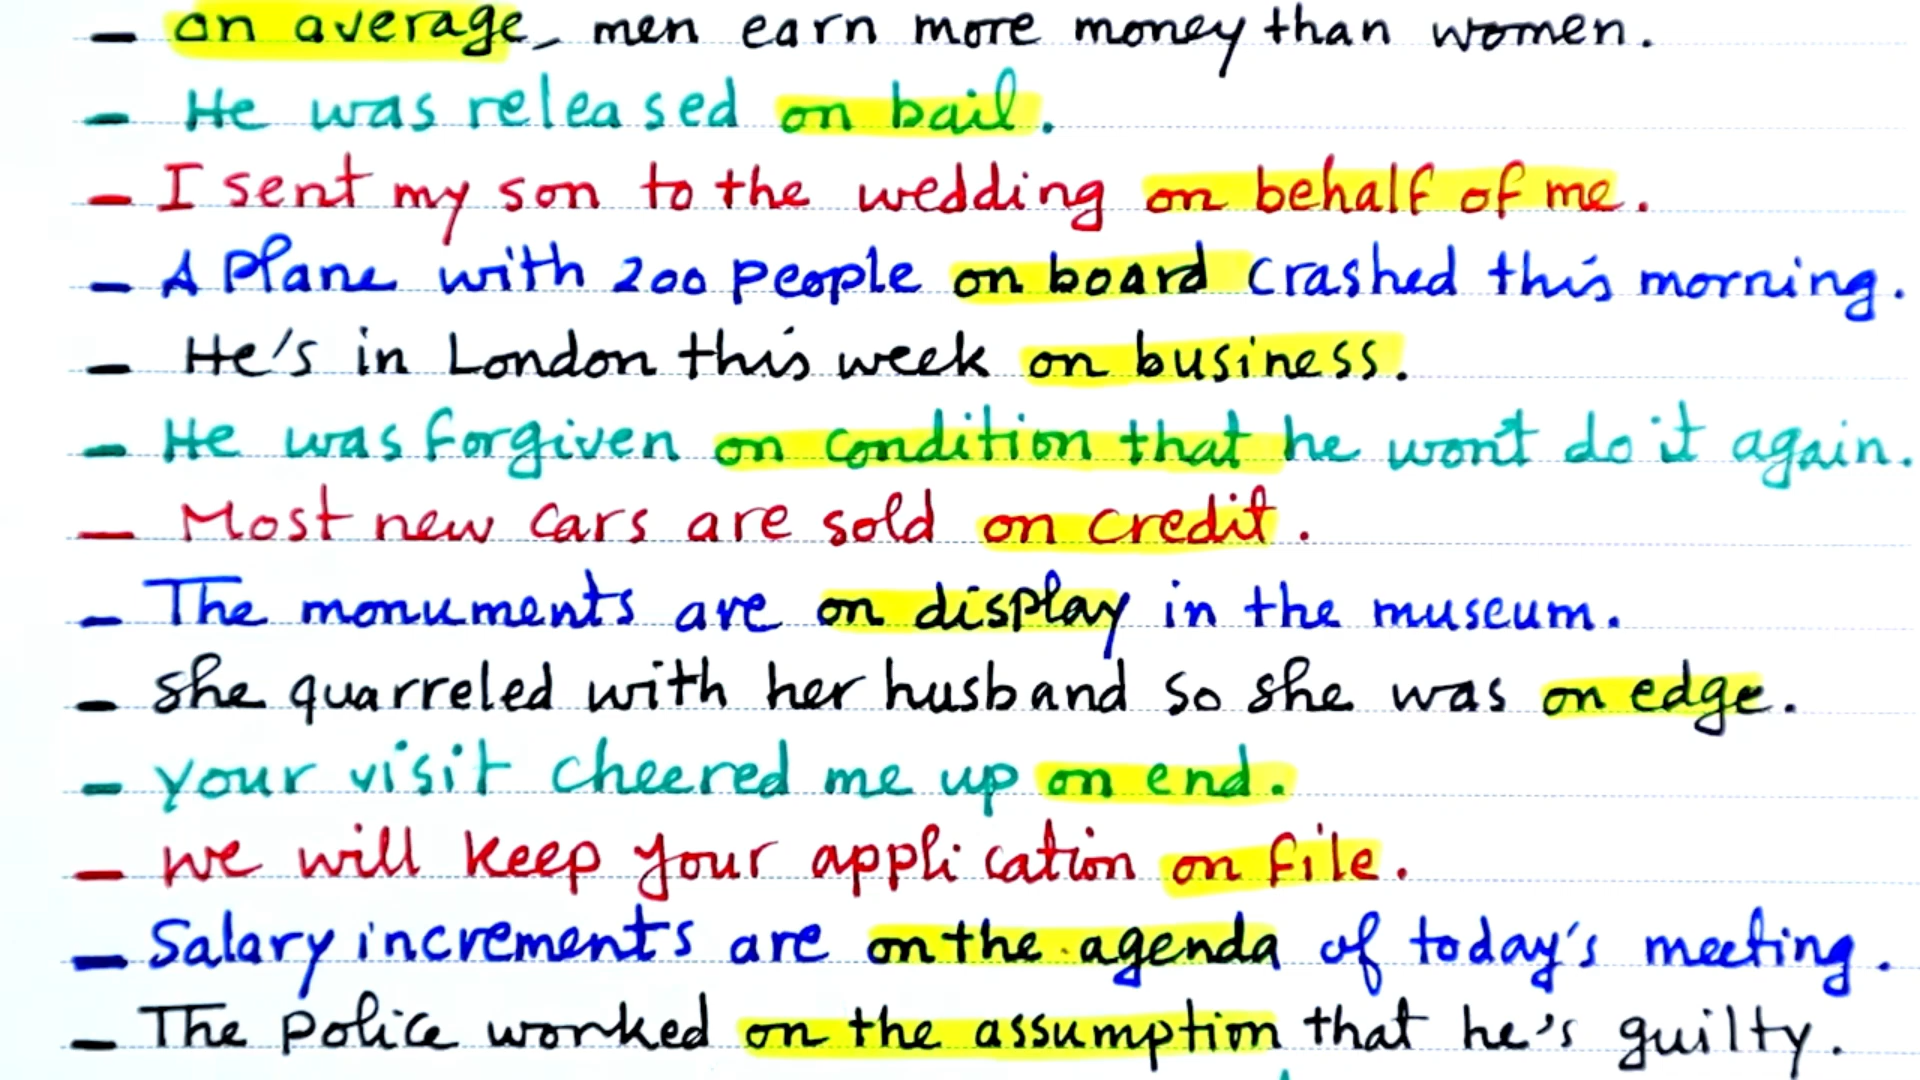 - on average, men earn more money than women.
- He was released on bail.
- I sent my son to the wedding on behalf of me.
- A plane with 200 people on board crashed this morning.
- He's in London this week on business.
- He was forgiven on condition that he won't do it again.
- Most new cars are sold on credit.
- The monuments are on display in the museum.
- She quarreled with her husband so she was on edge.
- your visit cheered me up on end.
- we will keep your application on file.
- Salary increments are on the agenda of today's meeting.
- The police worked on the assumption that he's guilty.